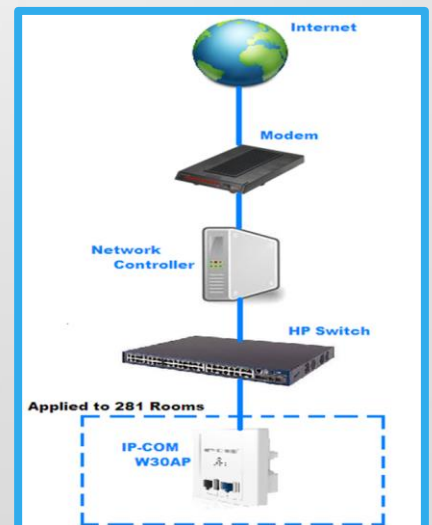 Internet
Modem
Network
Controller
HP Switch
Applied to 281 Rooms
IP-COM
W30AP